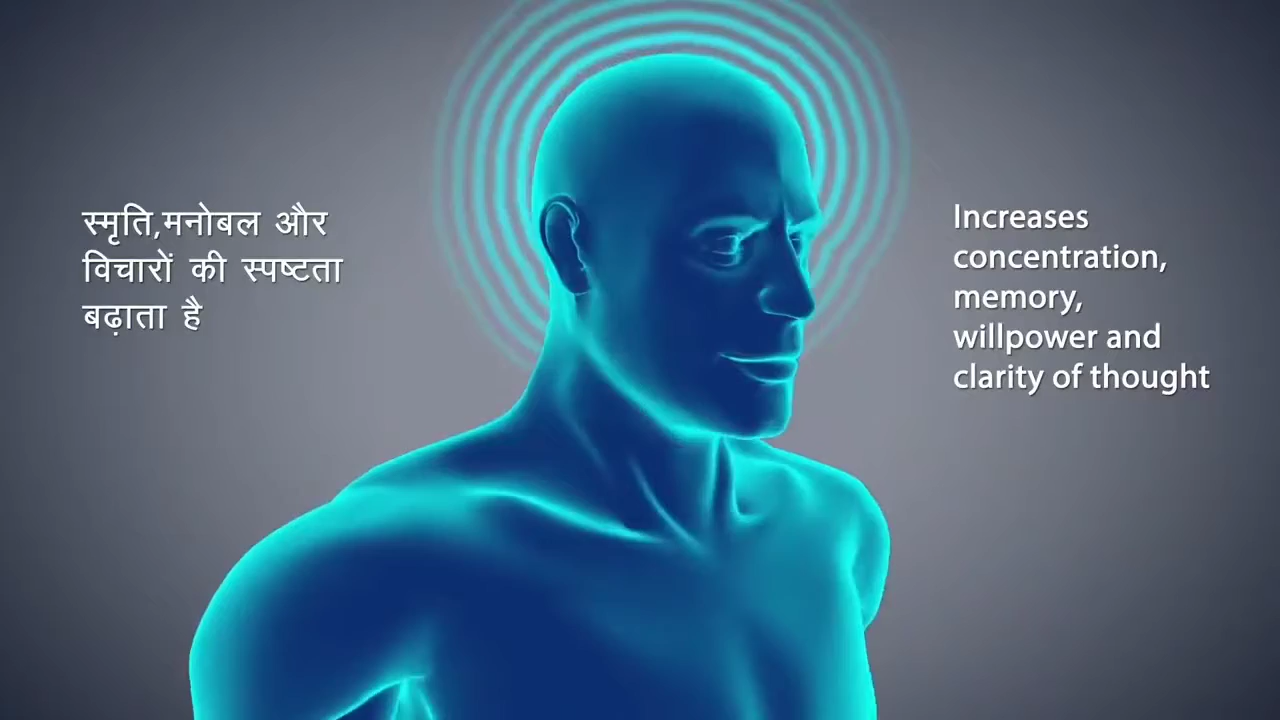 स्मृति,मनोबल और
विचारों की स्पष्टता
बढ़ाता है
Increases
concentration,
memory,
willpower and
clarity of thought